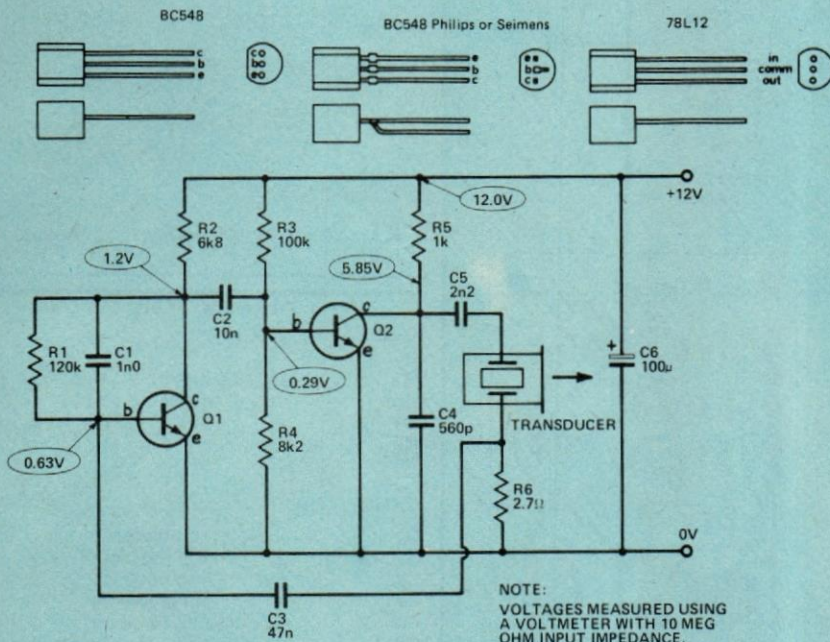 BC548
BC548 Philips or Seimens
78L12
c
b
e
c
b
e
e
b
c
e
b
c
in
comm
out
+12V
12.0V
R2
6k8
R3
100k
R5
1k
1.2V
5.85V
C5
2n2
C2
10n
b
c
e
Q2
R1
120k
C1
1n0
C6
100µ
+
0.29V
C4
560p
TRANSDUCER
b
c
e
Q1
0.63V
R4
8k2
R6
2.7Ω
0V
C3
47n
NOTE:
VOLTAGES MEASURED USING
A VOLTMETER WITH 10 MEG
OHM INPUT IMPEDANCE